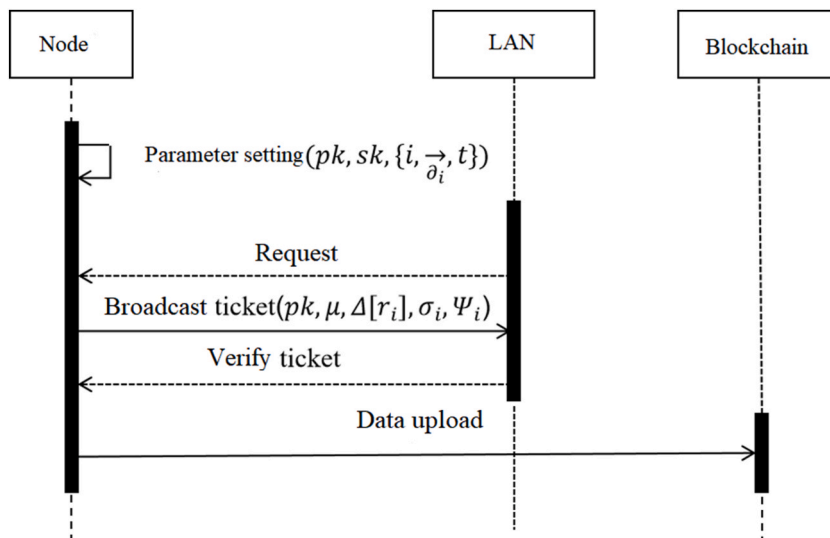 Node
LAN
Blockchain
Parameter setting(pk, sk, {i, →∂ᵢ, t})
Request
Broadcast ticket(pk, μ, Δ[rᵢ], σᵢ, Ψᵢ)
Verify ticket
Data upload